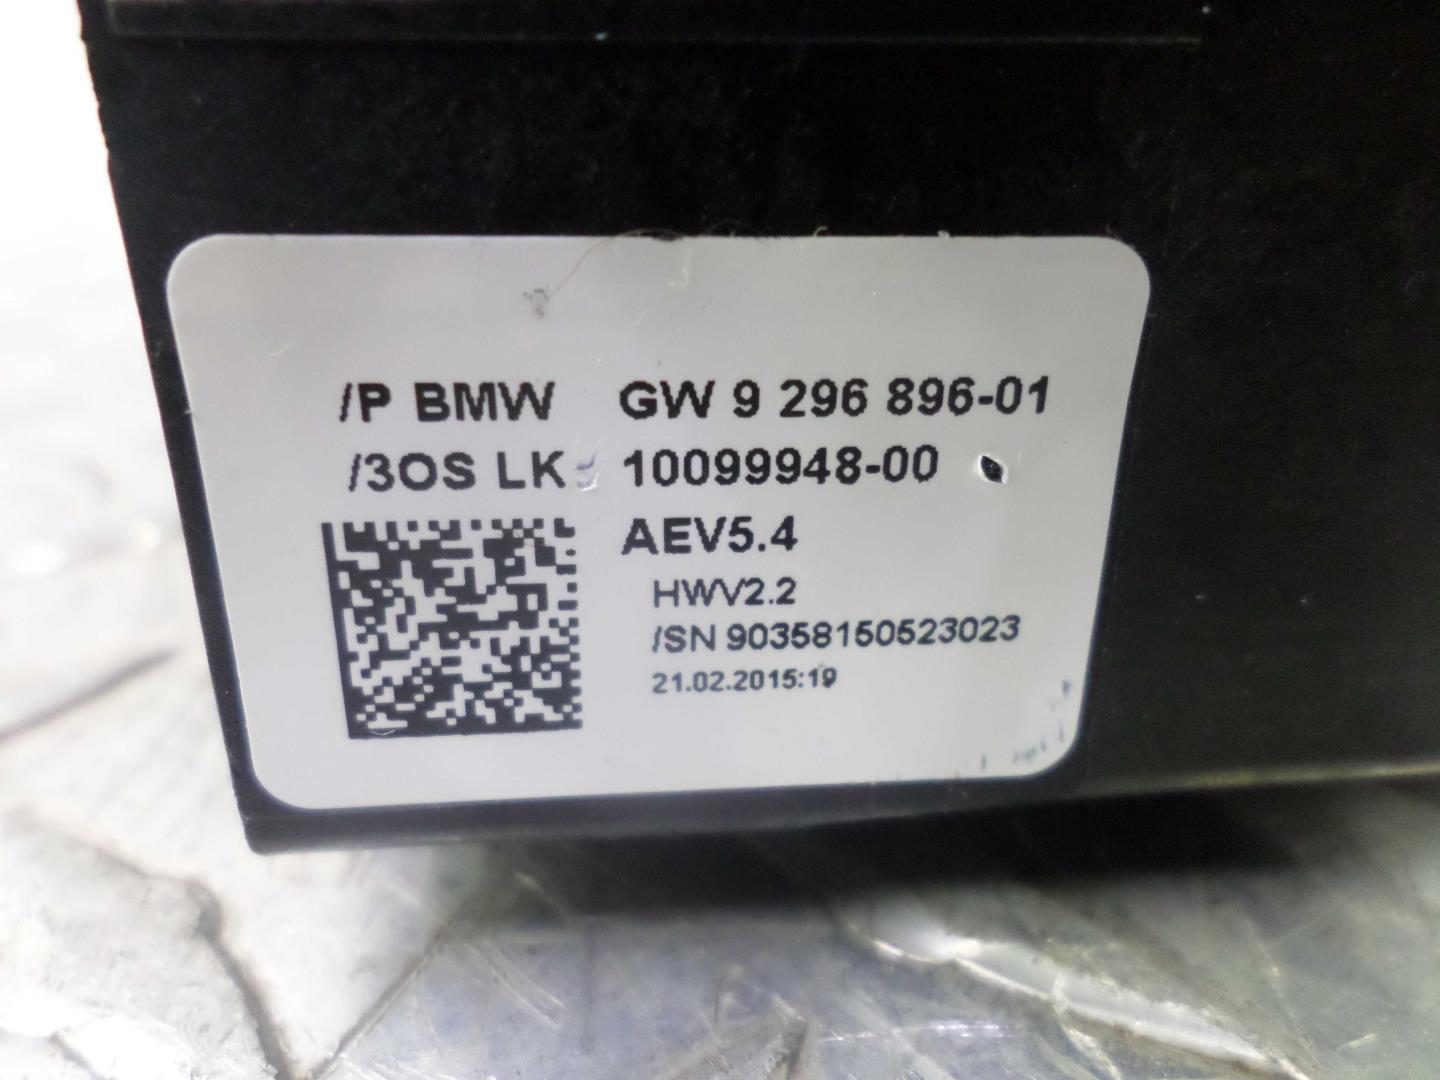 /P BMW GW 9 296 896-01
/3OS LK 10099948-00
AEV5.4
HWV2.2
/SN 90358150523023
21.02.2015:19